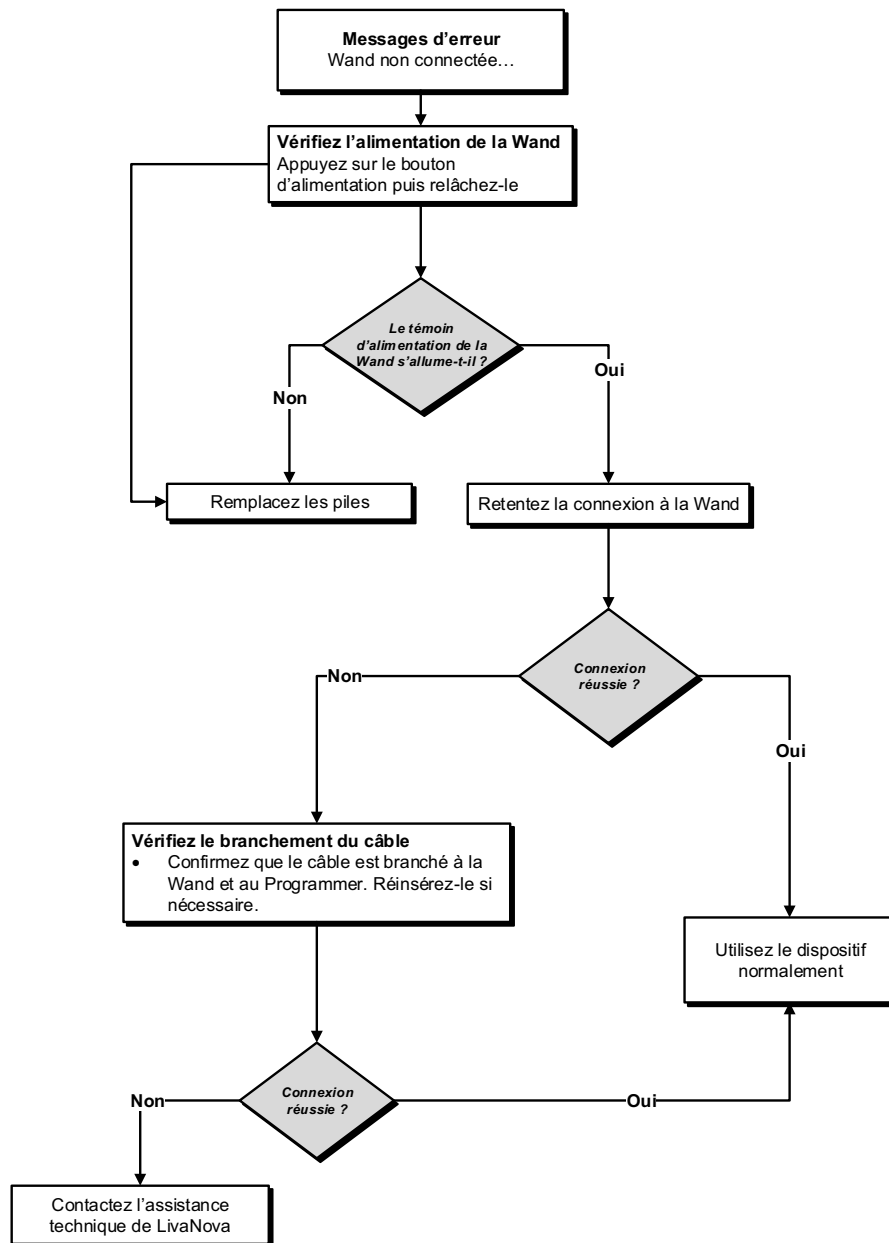 Messages d’erreur
Wand non connectée…
Vérifiez l’alimentation de la Wand
Appuyez sur le bouton
d’alimentation puis relâchez-le
Le témoin
d’alimentation de la
Wand s’allume-t-il ?
Non
Oui
Remplacez les piles
Retentez la connexion à la Wand
Connexion
réussie ?
Non
Oui
Vérifiez le branchement du câble
• Confirmez que le câble est branché à la
Wand et au Programmer. Réinsérez-le si
nécessaire.
Utilisez le dispositif
normalement
Connexion
réussie ?
Non
Oui
Contactez l’assistance
technique de LivaNova